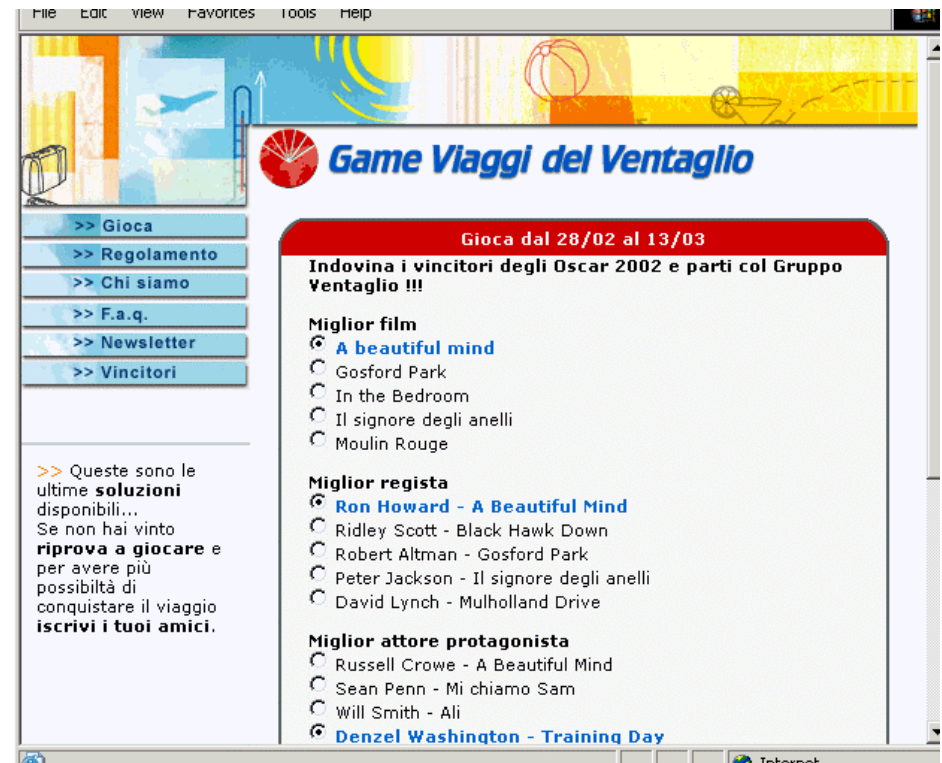 File Edit View Favorites Tools Help
Game Viaggi del Ventaglio
>> Gioca
>> Regolamento
>> Chi siamo
>> F.a.q.
>> Newsletter
>> Vincitori
>> Queste sono le
ultime soluzioni
disponibili...
Se non hai vinto
riprova a giocare e
per avere più
possibiltà di
conquistare il viaggio
iscrivi i tuoi amici.
Gioca dal 28/02 al 13/03
Indovina i vincitori degli Oscar 2002 e parti col Gruppo
Ventaglio !!!
Miglior film
A beautiful mind
Gosford Park
In the Bedroom
Il signore degli anelli
Moulin Rouge
Miglior regista
Ron Howard - A Beautiful Mind
Ridley Scott - Black Hawk Down
Robert Altman - Gosford Park
Peter Jackson - Il signore degli anelli
David Lynch - Mulholland Drive
Miglior attore protagonista
Russell Crowe - A Beautiful Mind
Sean Penn - Mi chiamo Sam
Will Smith - Ali
Denzel Washington - Training Day
Internet